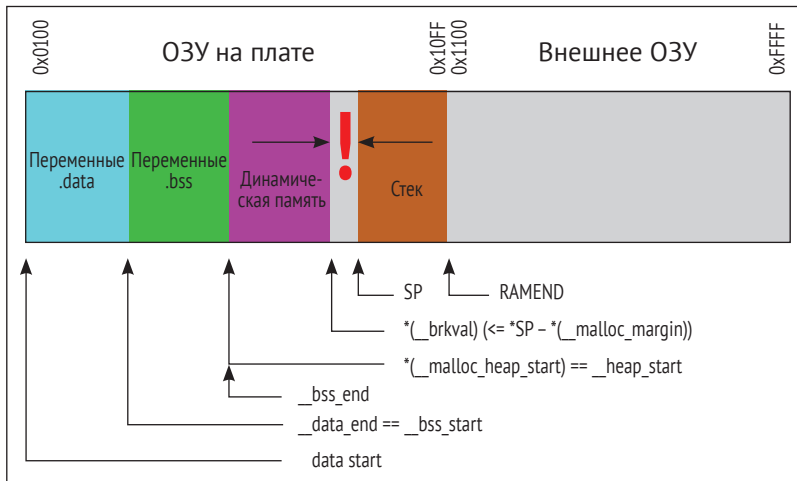 0x0100
ОЗУ на плате
0x10FF
0x1100
Внешнее ОЗУ
0xFFFF
Переменные
.data
Переменные
.bss
Динамиче-
ская память
!
Стек
SP
RAMEND
*(__brkval) (<= *SP – *(__malloc_margin))
*(__malloc_heap_start) == __heap_start
__bss_end
__data_end == __bss_start
data start